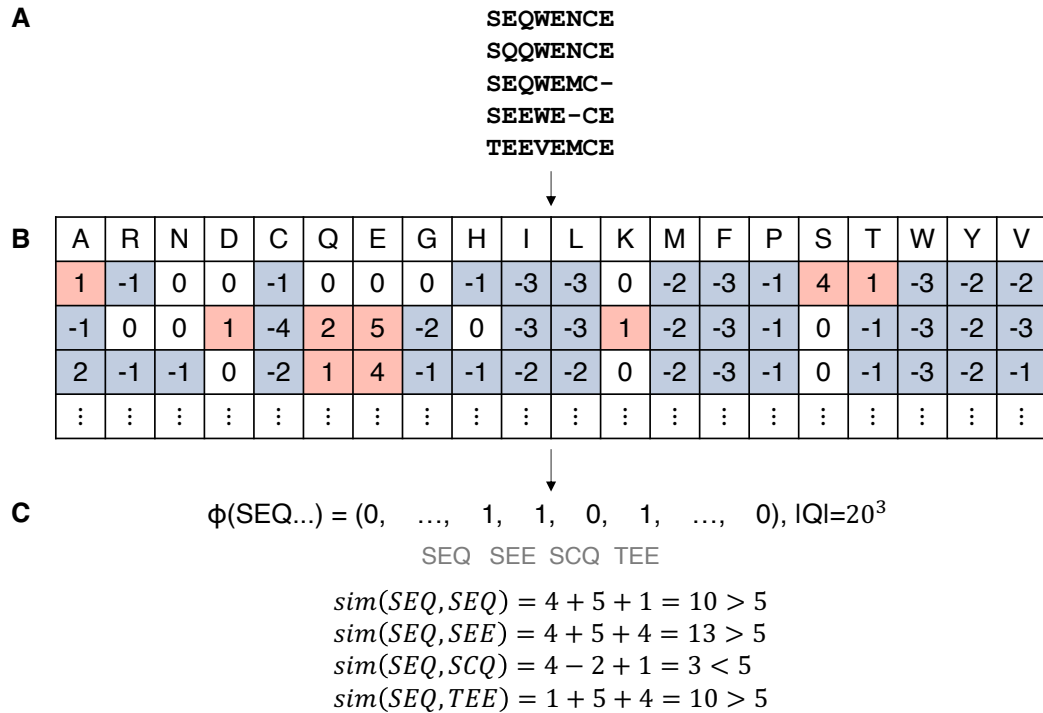 A
SEQWENCE
SQQWENCE
SEQWEMC-
SEEWE-CE
TEEVEMCE
B
A R N D C Q E G H I L K M F P S T W Y V
1 -1 0 0 -1 0 0 0 -1 -3 -3 0 -2 -3 -1 4 1 -3 -2 -2
-1 0 0 1 -4 2 5 -2 0 -3 -3 1 -2 -3 -1 0 -1 -3 -2 -3
2 -1 -1 0 -2 1 4 -1 -1 -2 -2 0 -2 -3 -1 0 -1 -3 -2 -1
⋮ ⋮ ⋮ ⋮ ⋮ ⋮ ⋮ ⋮ ⋮ ⋮ ⋮ ⋮ ⋮ ⋮ ⋮ ⋮ ⋮ ⋮ ⋮ ⋮
C
ϕ(SEQ...) = (0, …, 1, 1, 0, 1, …, 0), |Q|=20³
SEQ SEE SCQ TEE
sim(SEQ, SEQ) = 4 + 5 + 1 = 10 > 5
sim(SEQ, SEE) = 4 + 5 + 4 = 13 > 5
sim(SEQ, SCQ) = 4 − 2 + 1 = 3 < 5
sim(SEQ, TEE) = 1 + 5 + 4 = 10 > 5